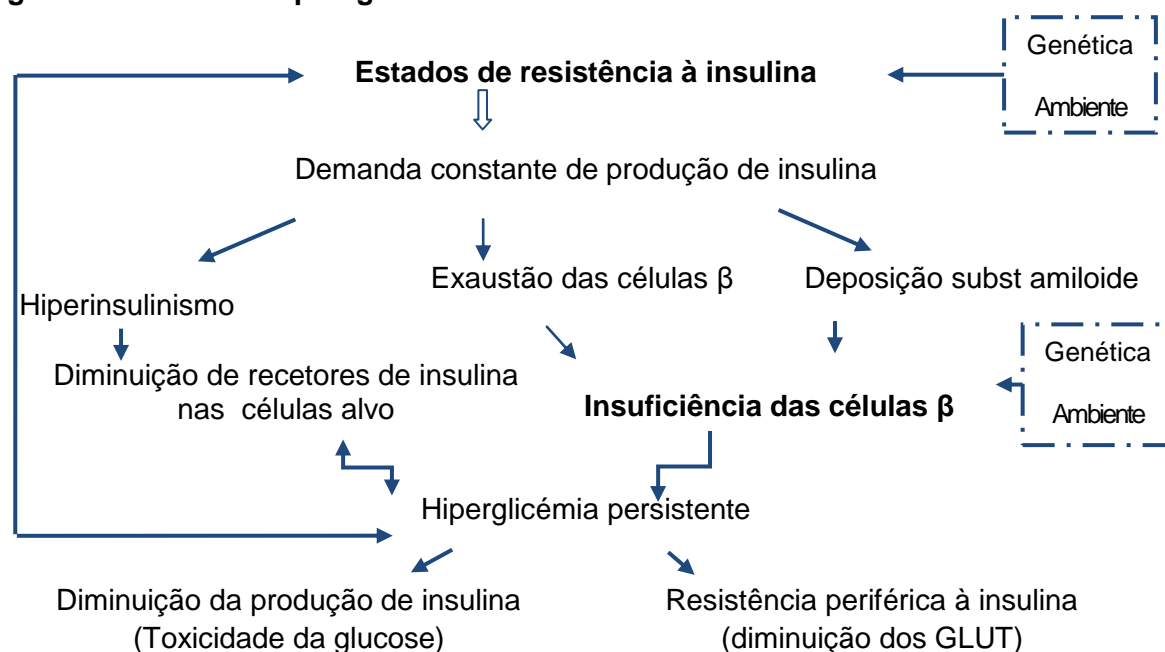 Genética
Estados de resistência à insulina
Ambiente
Demanda constante de produção de insulina
Exaustão das células β
Deposição subst amiloide
Hiperinsulinismo
Genética
Diminuição de recetores de insulina
nas células alvo
Insuficiência das células β
Ambiente
Hiperglicémia persistente
Diminuição da produção de insulina
(Toxicidade da glucose)
Resistência periférica à insulina
(diminuição dos GLUT)